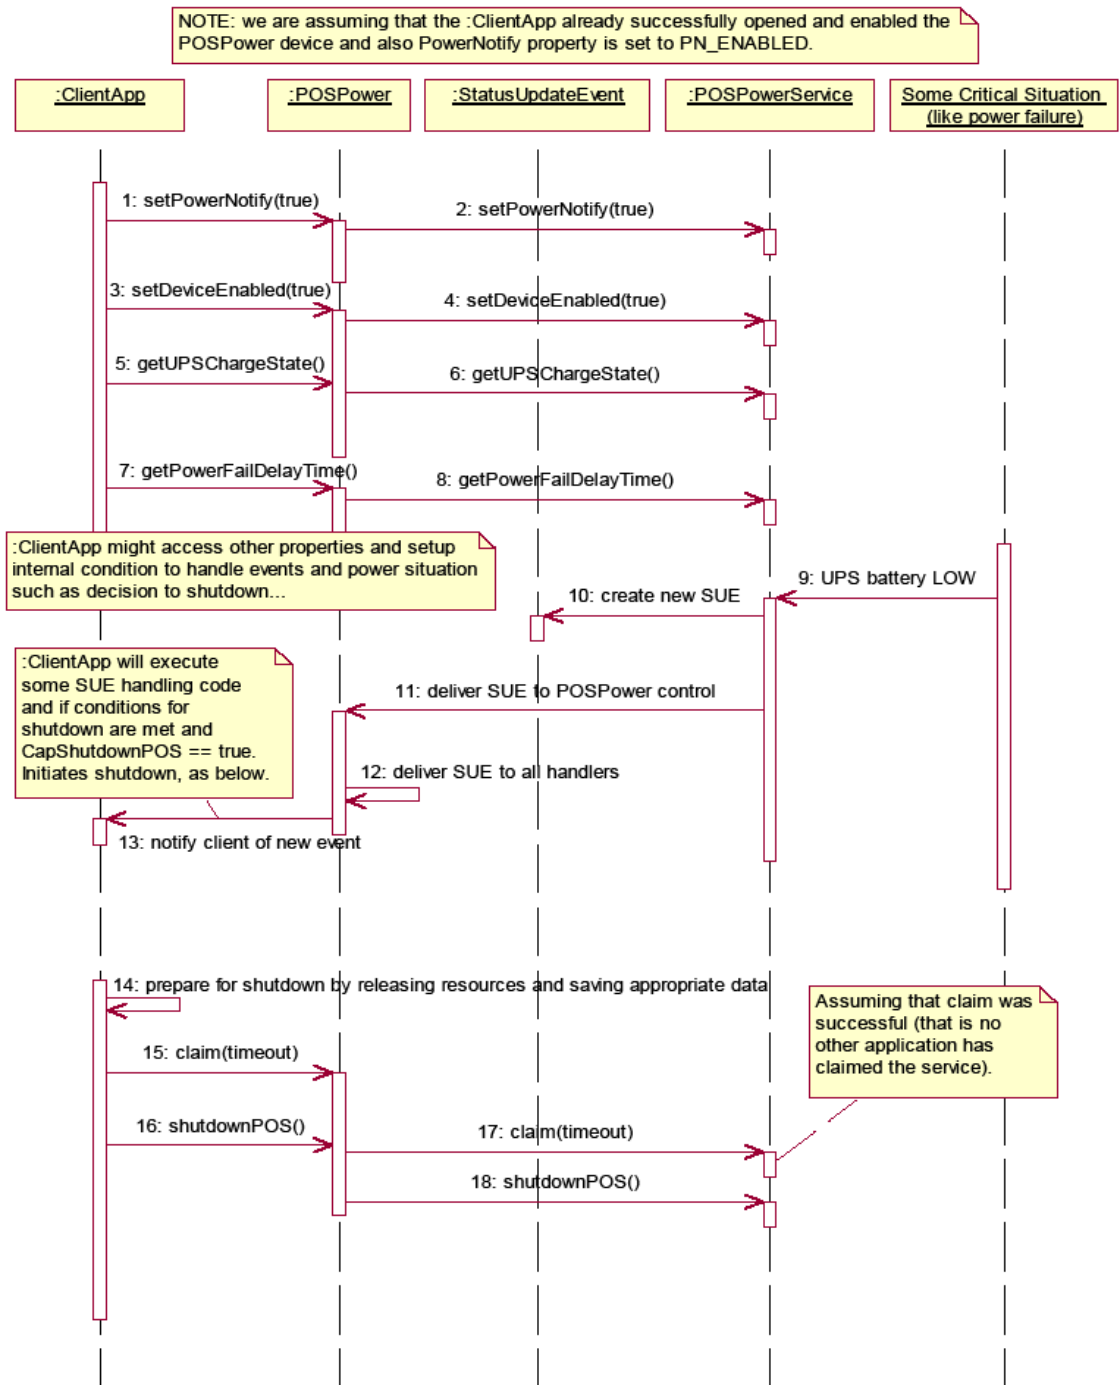 NOTE: we are assuming that the :ClientApp already successfully opened and enabled the
POSPower device and also PowerNotify property is set to PN_ENABLED.
:ClientApp
:POSPower
:StatusUpdateEvent
:POSPowerService
Some Critical Situation
(like power failure)
1: setPowerNotify(true)
2: setPowerNotify(true)
3: setDeviceEnabled(true)
4: setDeviceEnabled(true)
5: getUPSChargeState()
6: getUPSChargeState()
7: getPowerFailDelayTime()
8: getPowerFailDelayTime()
:ClientApp might access other properties and setup
internal condition to handle events and power situation
such as decision to shutdown...
9: UPS battery LOW
10: create new SUE
:ClientApp will execute
some SUE handling code
and if conditions for
shutdown are met and
CapShutdownPOS == true.
Initiates shutdown, as below.
11: deliver SUE to POSPower control
12: deliver SUE to all handlers
13: notify client of new event
14: prepare for shutdown by releasing resources and saving appropriate data
Assuming that claim was
successful (that is no
other application has
claimed the service).
15: claim(timeout)
16: shutdownPOS()
17: claim(timeout)
18: shutdownPOS()